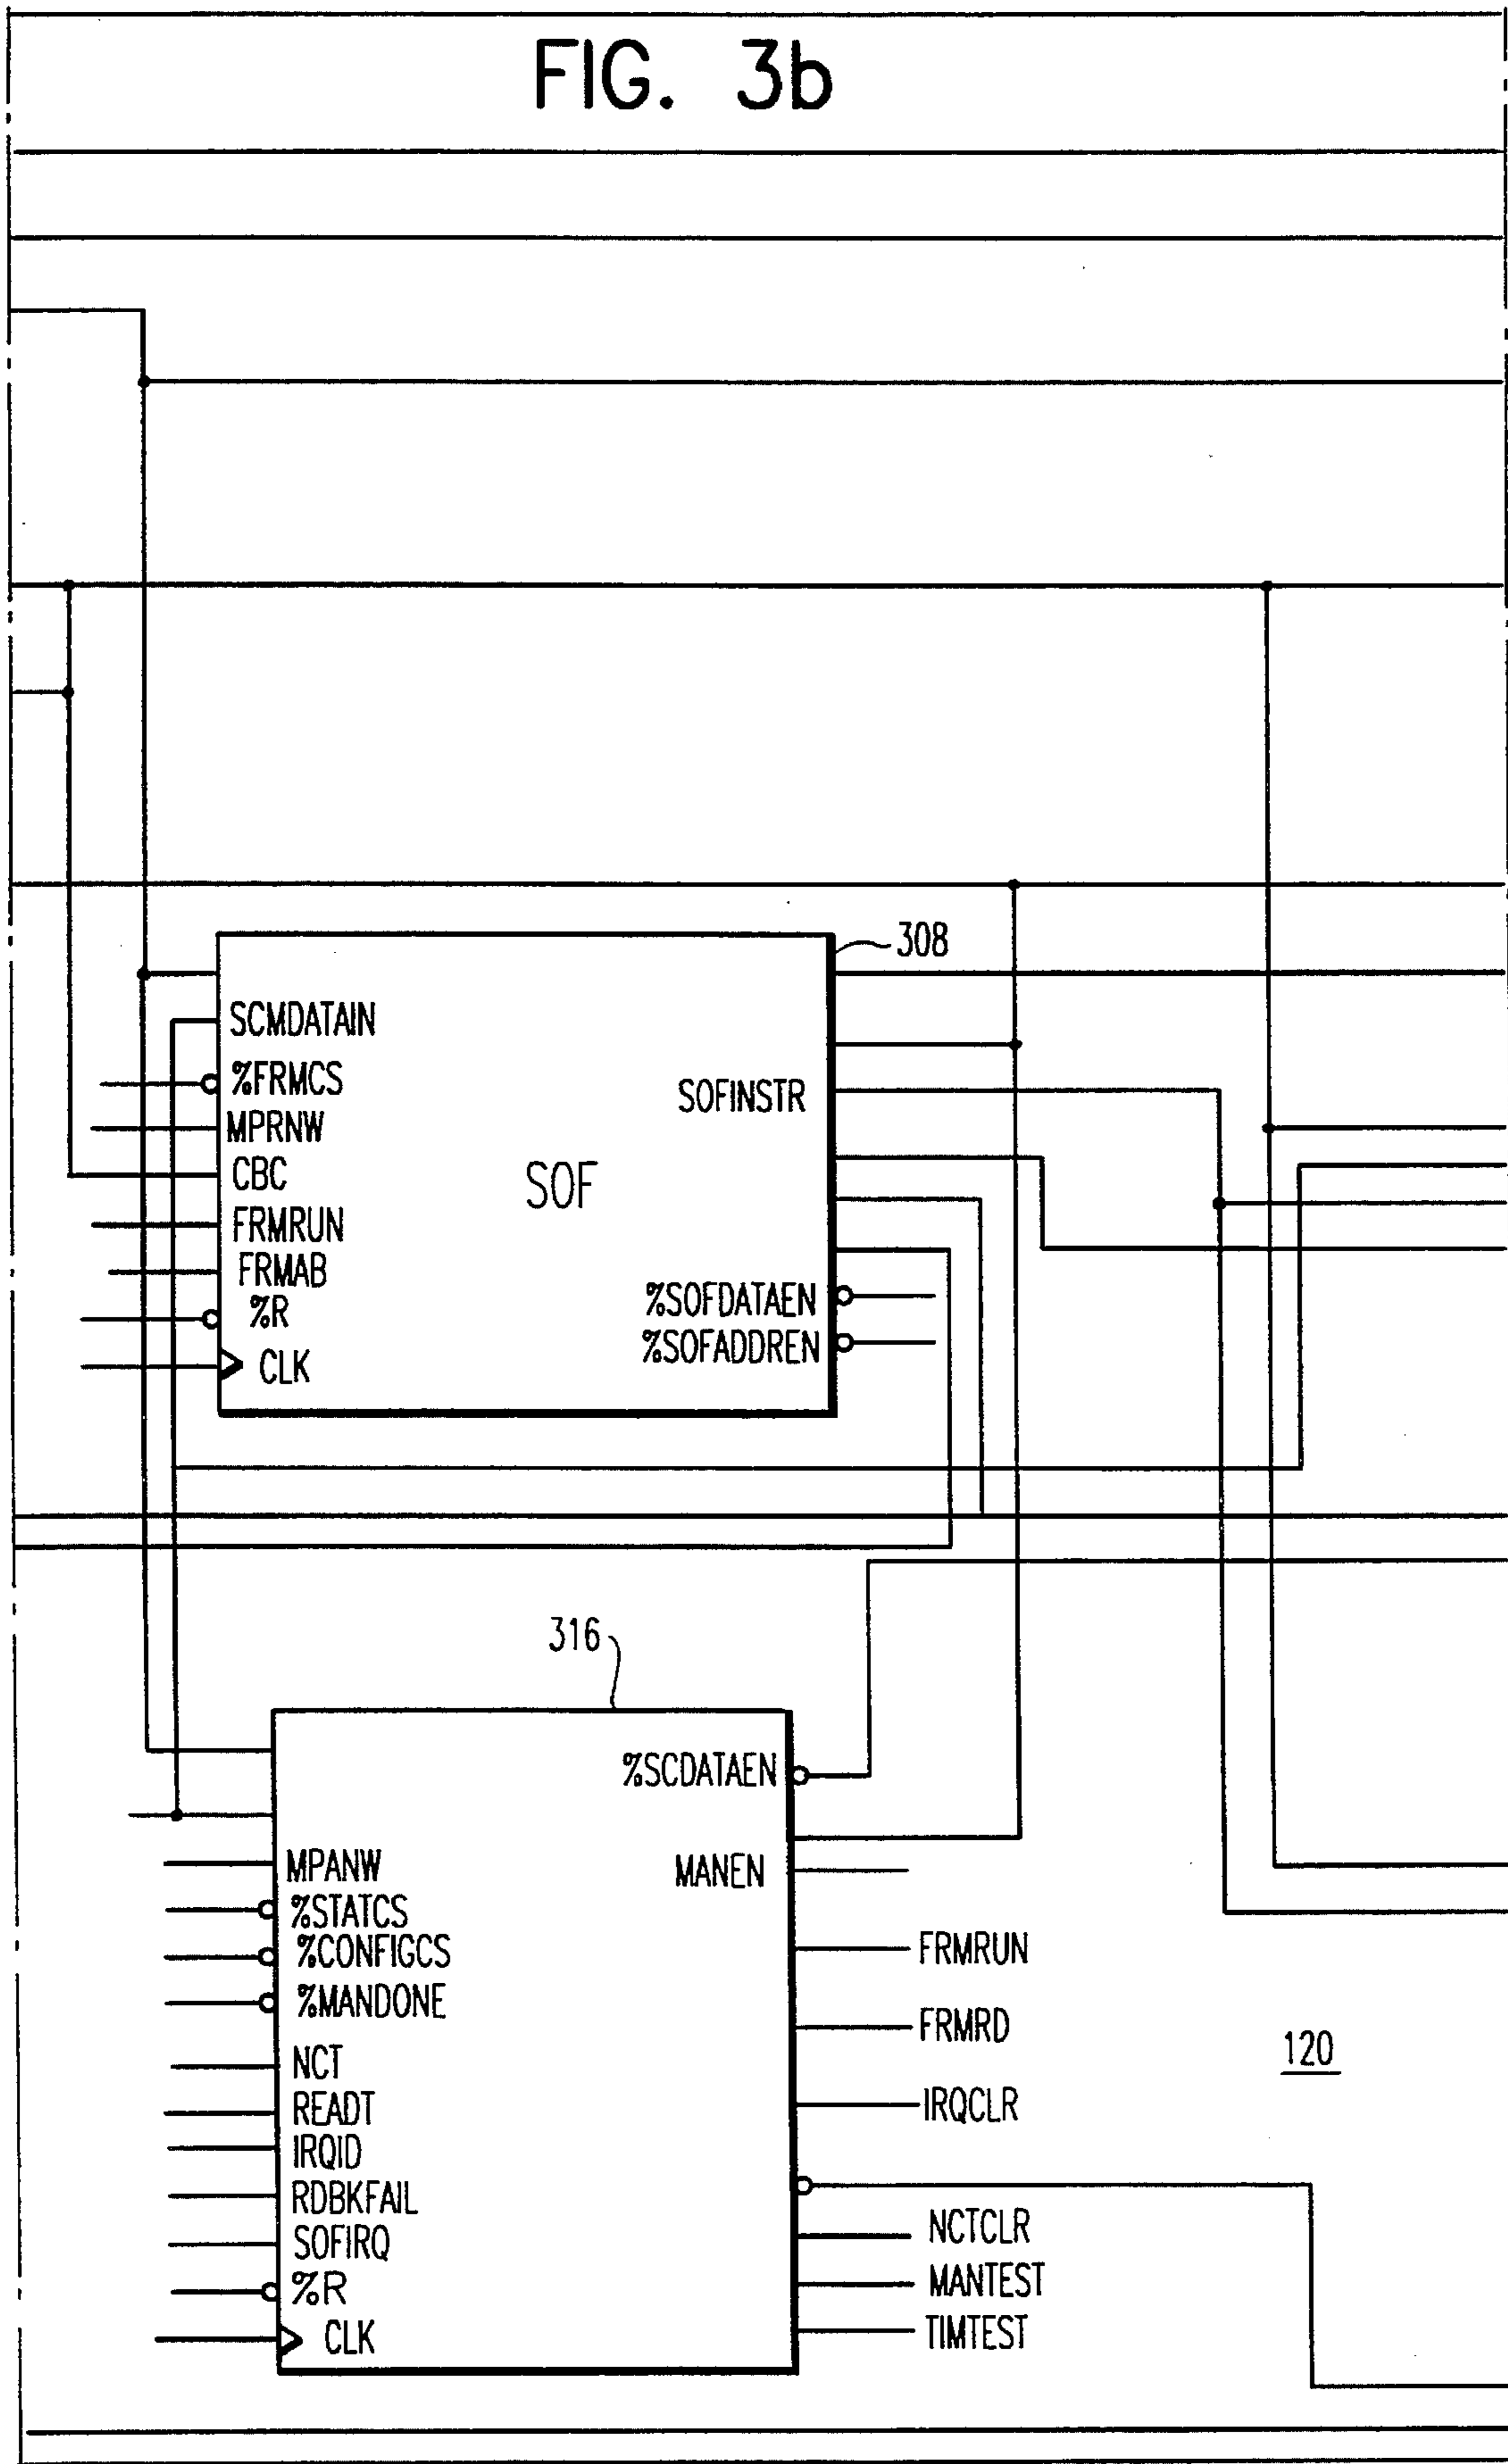 FIG. 3b
308
SCMDATAIN
%FRMCS
MPRNW
CBC
FRMRUN
FRMAB
%R
CLK
SOF
SOFINSTR
%SOFDATAEN
%SOFADDREN
316
MPANW
%STATCS
%CONFIGCS
%MANDONE
NCT
READT
IRQID
RDBKFAIL
SOFIRQ
%R
CLK
%SCDATAEN
MANEN
FRMRUN
FRMRD
IRQCLR
NCTCLR
MANTEST
TIMTEST
120